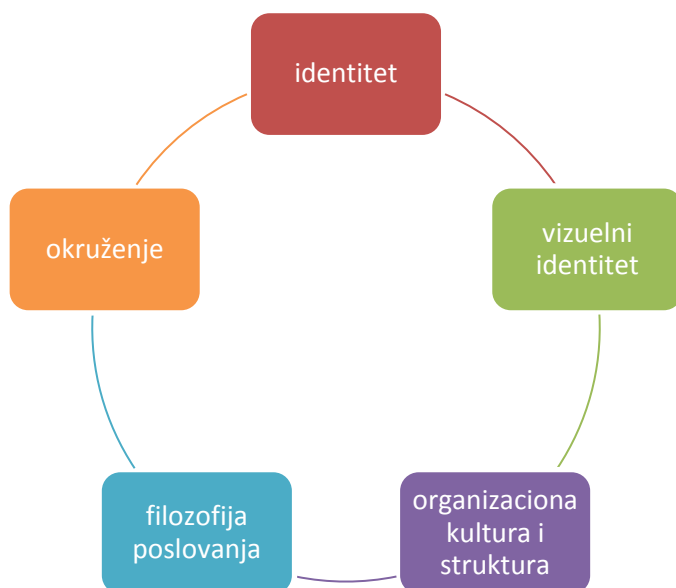 identitet
vizuelni
identitet
organizaciona
kultura i
struktura
filozofija
poslovanja
okruženje